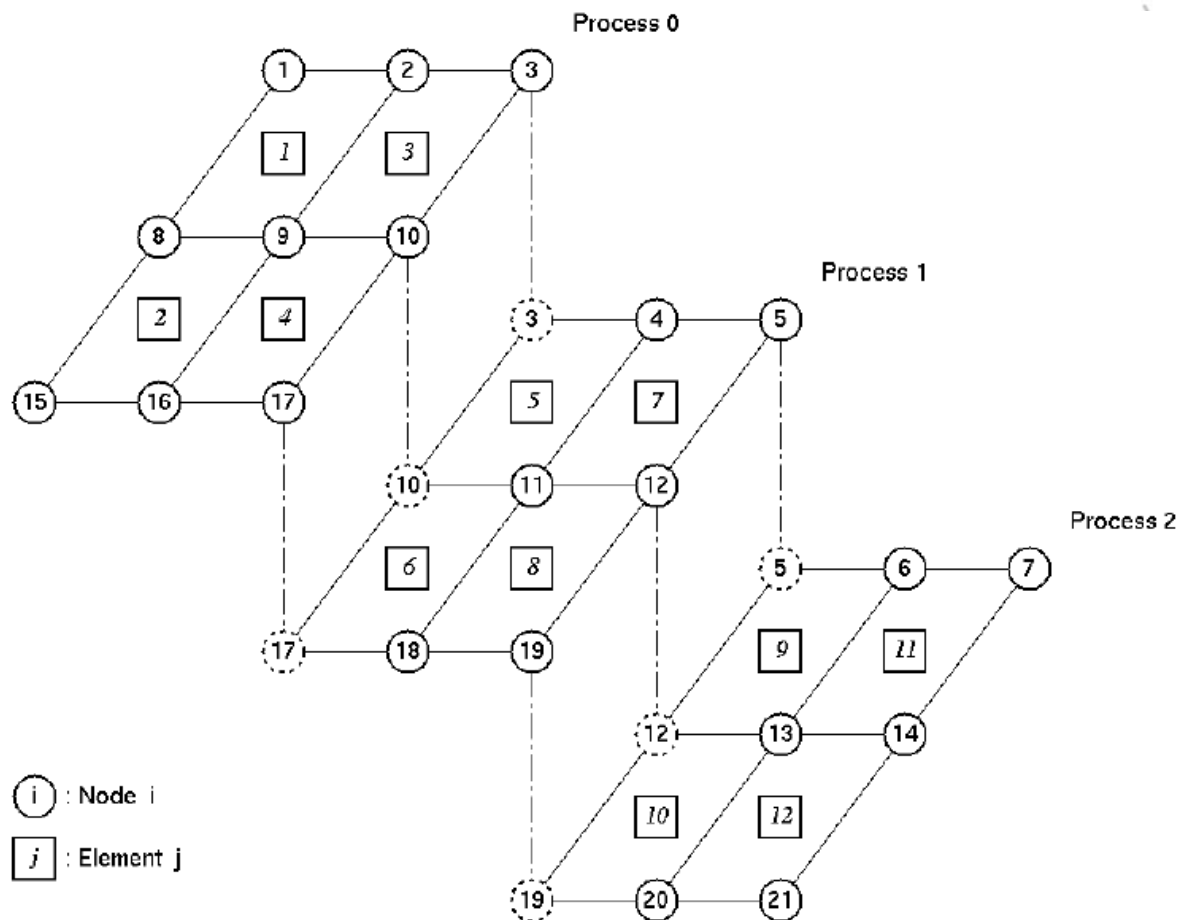 Process 0
1 2 3
1 3
8 9 10
Process 1
2 4
3 4 5
15 16 17
5 7
10 11 12
Process 2
6 8
5 6 7
17 18 19
9 11
12 13 14
i : Node i
10 12
j : Element j
19 20 21